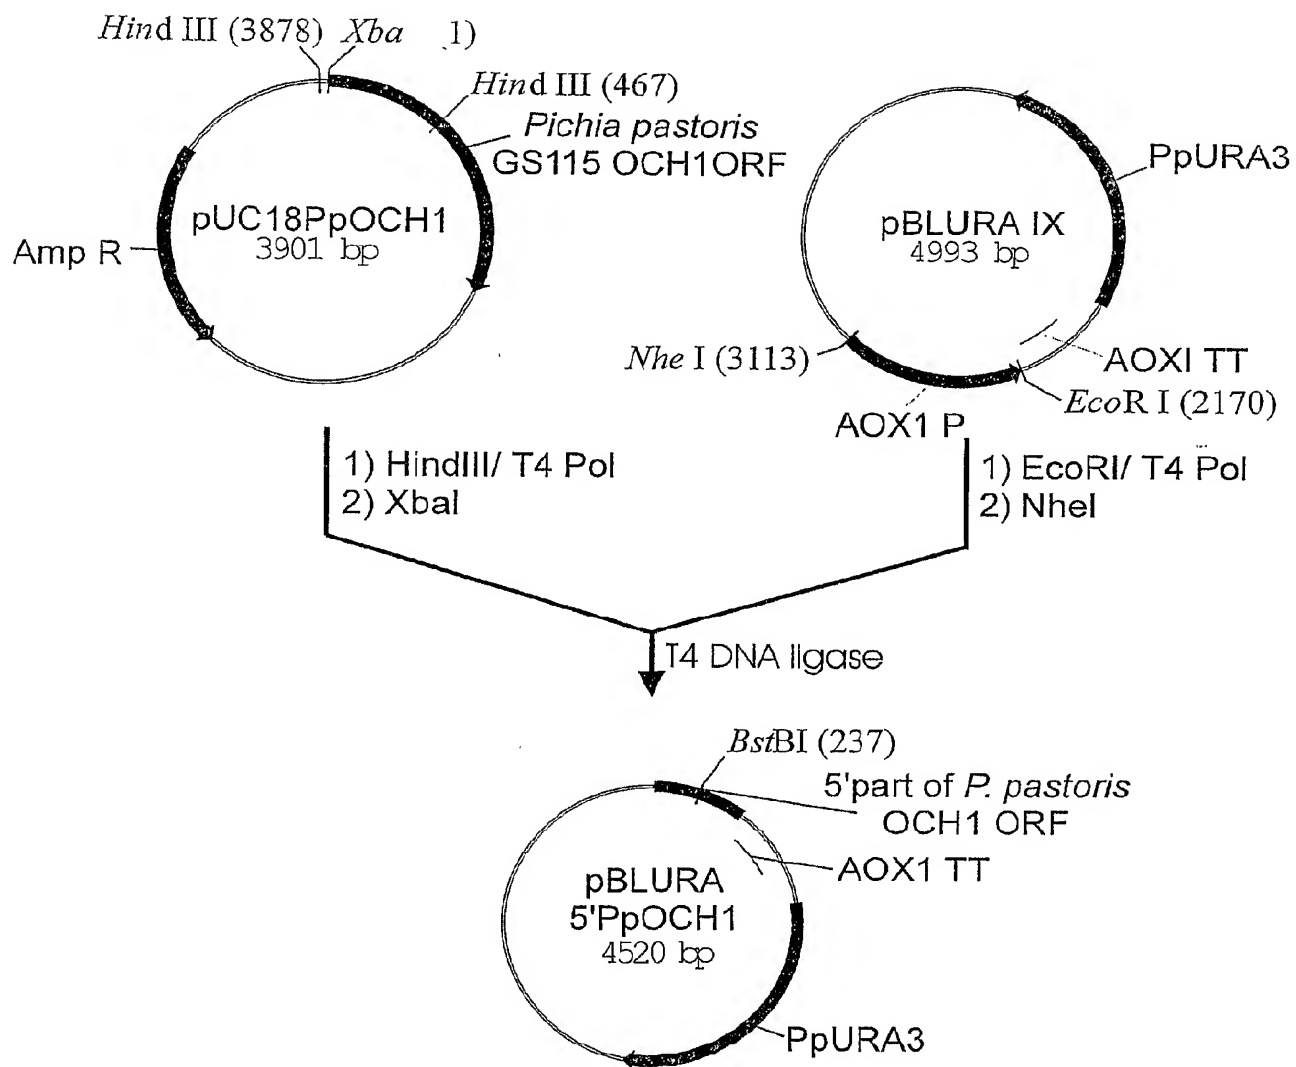 Hind III (3878)
Xba 1)
Hind III (467)
Pichia pastoris
GS115 OCH1ORF
pUC18PpOCH1
3901 bp
Amp R
PpURA3
pBLURA IX
4993 bp
Nhe I (3113)
AOXI TT
EcoR I (2170)
AOX1 P
1) HindIII/ T4 Pol
2) XbaI
1) EcoRI/ T4 Pol
2) NheI
T4 DNA ligase
BstBI (237)
5'part of P. pastoris
OCH1 ORF
AOX1 TT
pBLURA
5'PpOCH1
4520 bp
PpURA3